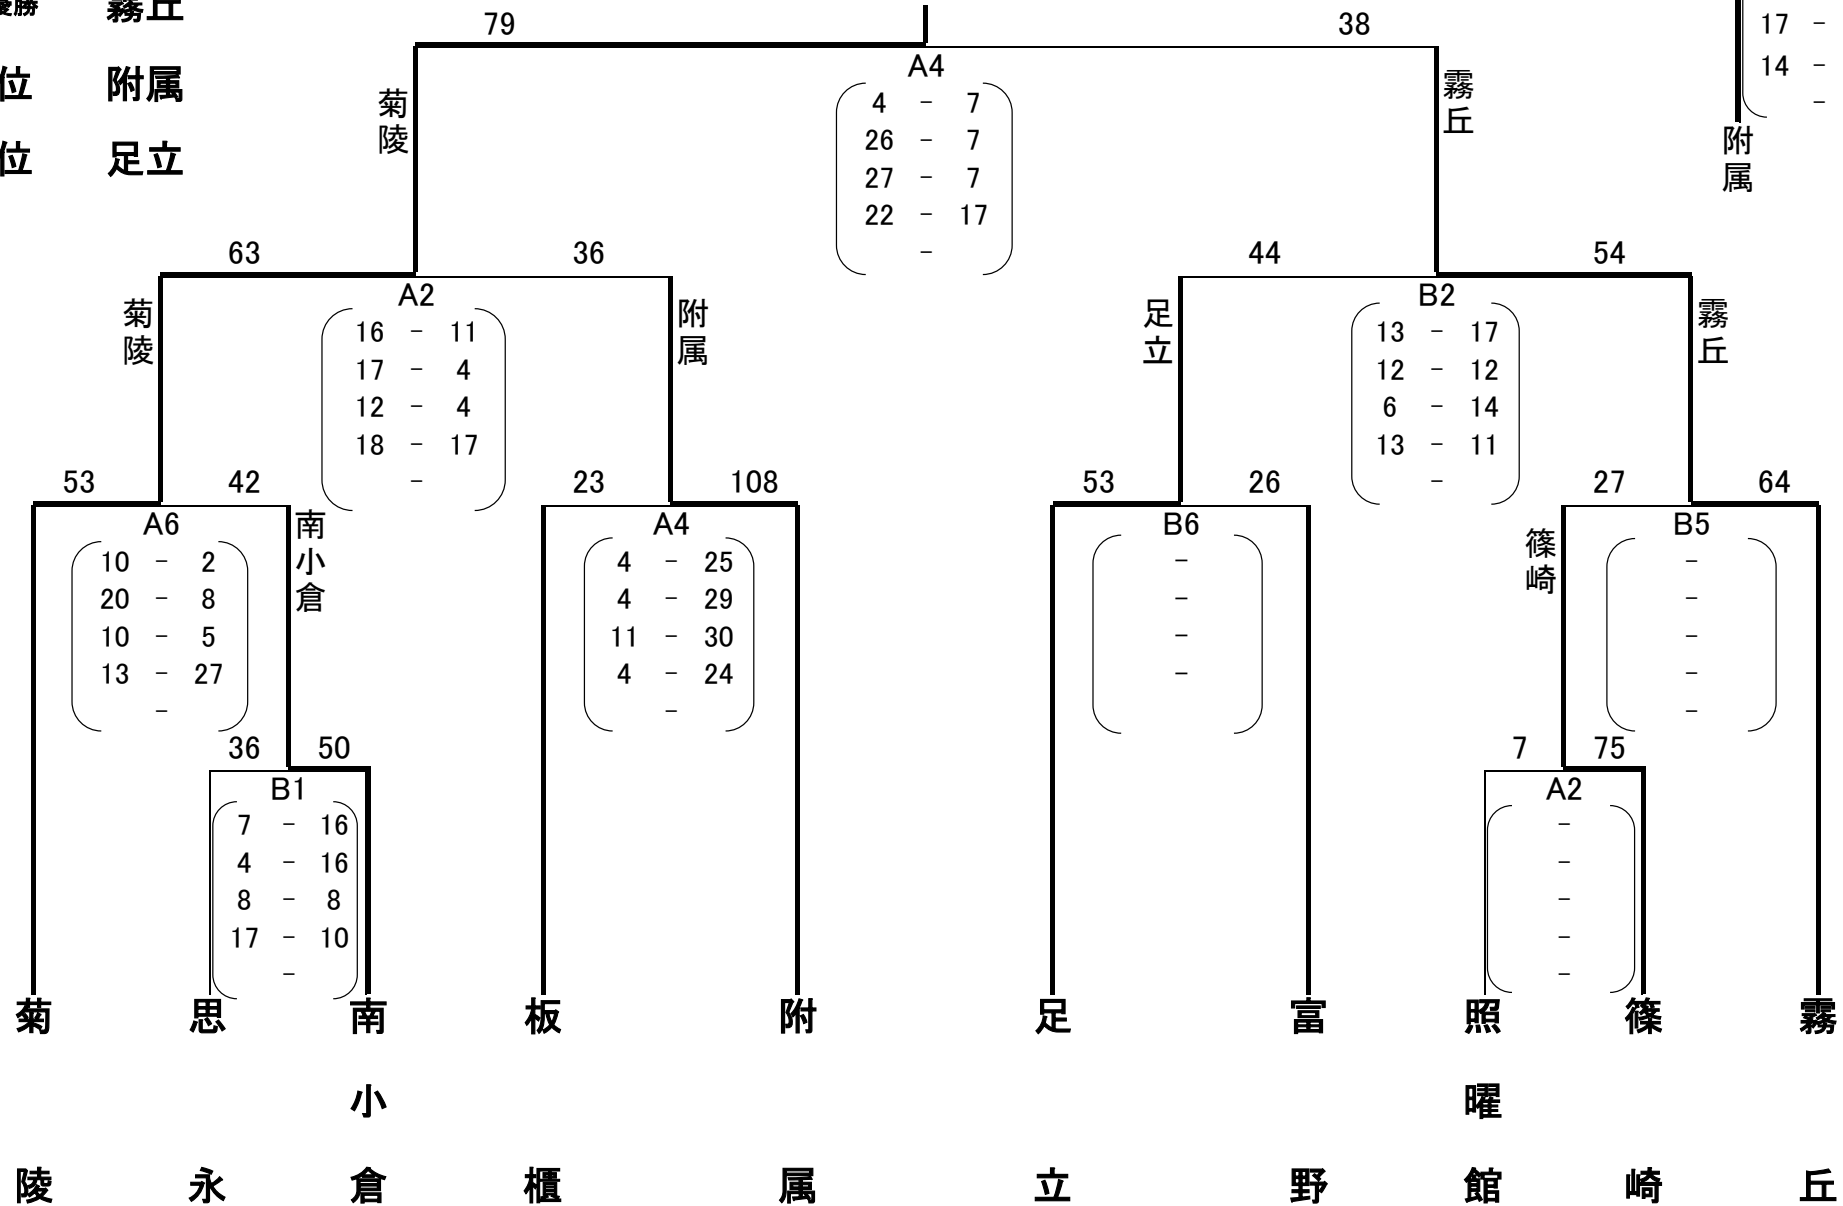 優勝 霧丘
位 附属
位 足立
79 38
17 -
14 -
-
附属
菊陵
霧丘
A4
4 - 7
26 - 7
27 - 7
22 - 17
-
63 36
44 54
菊陵
附属
A2
16 - 11
17 - 4
12 - 4
18 - 17
-
足立
霧丘
B2
13 - 17
12 - 12
6 - 14
13 - 11
-
53 42
23 108
53 26
27 64
A6
10 - 2
20 - 8
10 - 5
13 - 27
-
南小倉
A4
4 - 25
4 - 29
11 - 30
4 - 24
-
B6
-
-
-
-
篠崎
B5
-
-
-
-
-
36 50
B1
7 - 16
4 - 16
8 - 8
17 - 10
-
7 75
A2
-
-
-
-
-
菊陵
思永
南小倉
板櫃
附属
足立
富野
照曜館
篠崎
霧丘